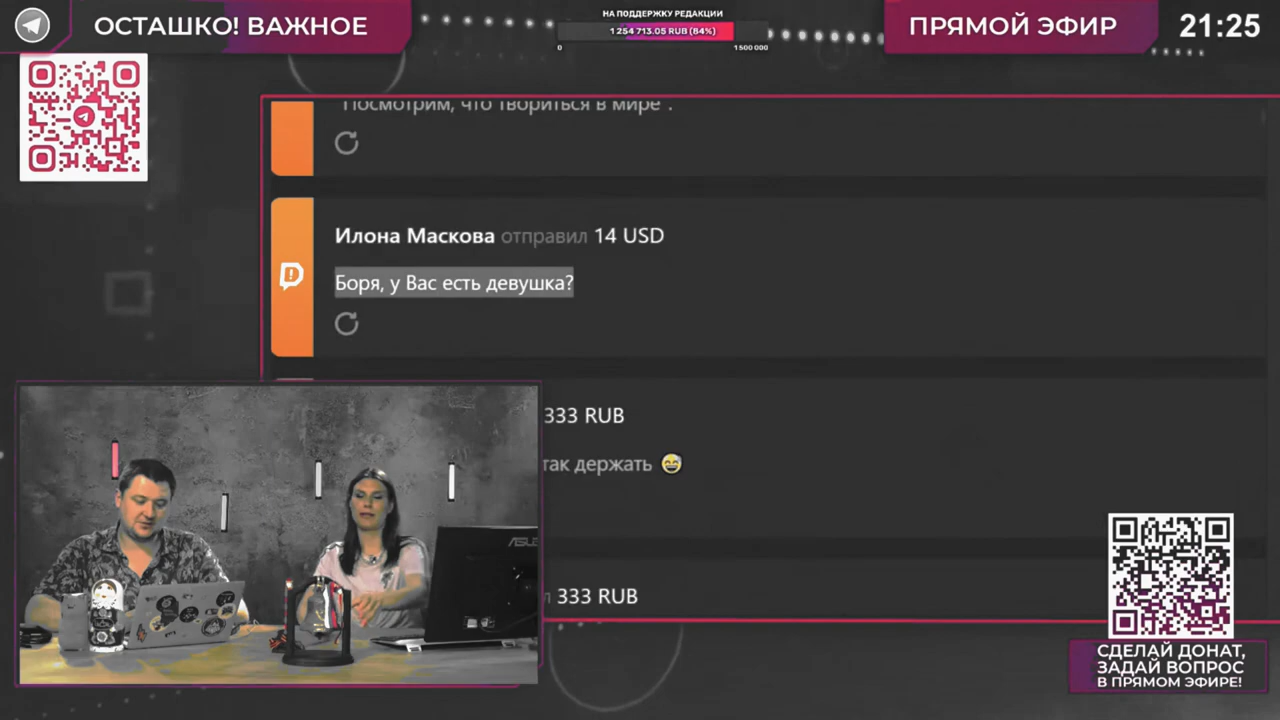 ОСТАШКО! ВАЖНОЕ
НА ПОДДЕРЖКУ РЕДАКЦИИ
1 254 713.05 RUB (84%)
0
1 500 000
ПРЯМОЙ ЭФИР
21:25
"Посмотрим, что твориться в мире".
Илона Маскова отправил 14 USD
Боря, у Вас есть девушка?
333 RUB
так держать 😅
л 333 RUB
ASUS
СДЕЛАЙ ДОНАТ,
ЗАДАЙ ВОПРОС
В ПРЯМОМ ЭФИРЕ!